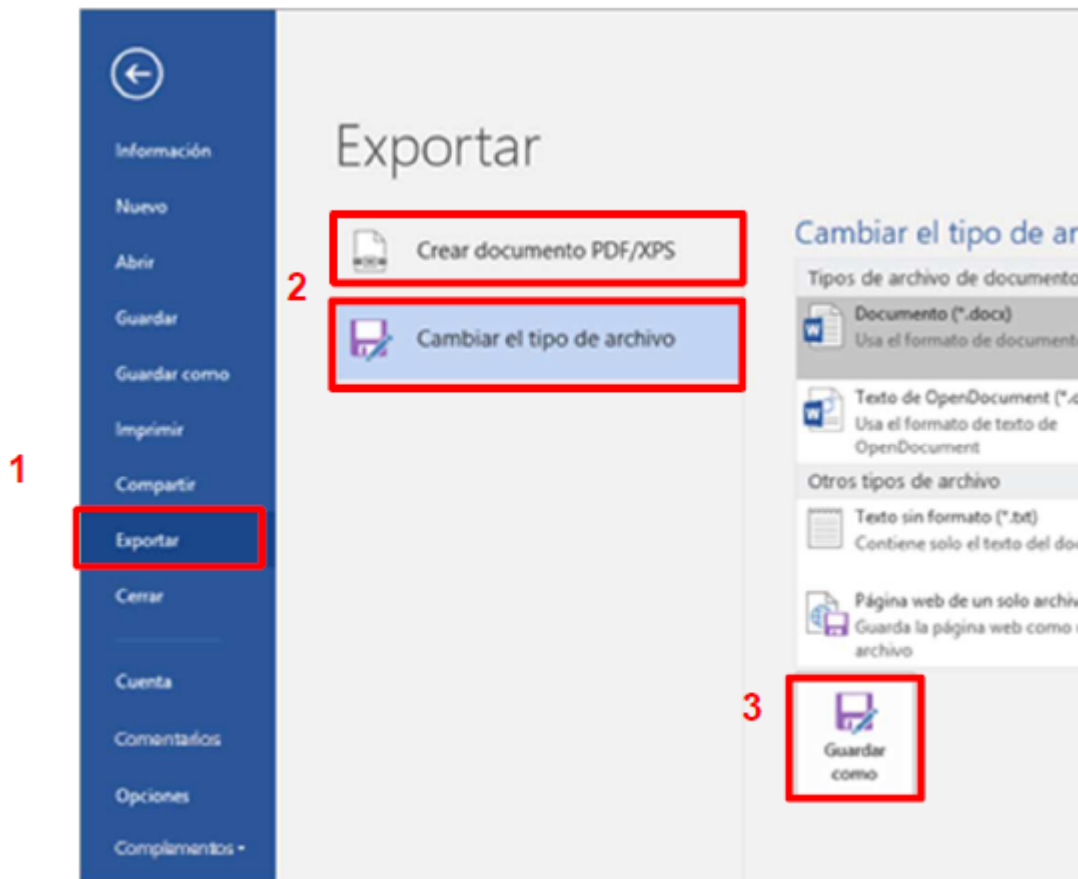 Información
Nuevo
Abrir
Guardar
Guardar como
Imprimir
1
Compartir
Exportar
Cerrar
Cuenta
Comentarios
Opciones
Complementos
Exportar
2
Crear documento PDF/XPS
Cambiar el tipo de archivo
Cambiar el tipo de ar
Tipos de archivo de documento
Documento (*.docx)
Usa el formato de document
Texto de OpenDocument (*.o
Usa el formato de texto de
OpenDocument
Otros tipos de archivo
Texto sin formato (*.txt)
Contiene solo el texto del do
Página web de un solo archiv
Guarda la página web como
archivo
3
Guardar
como